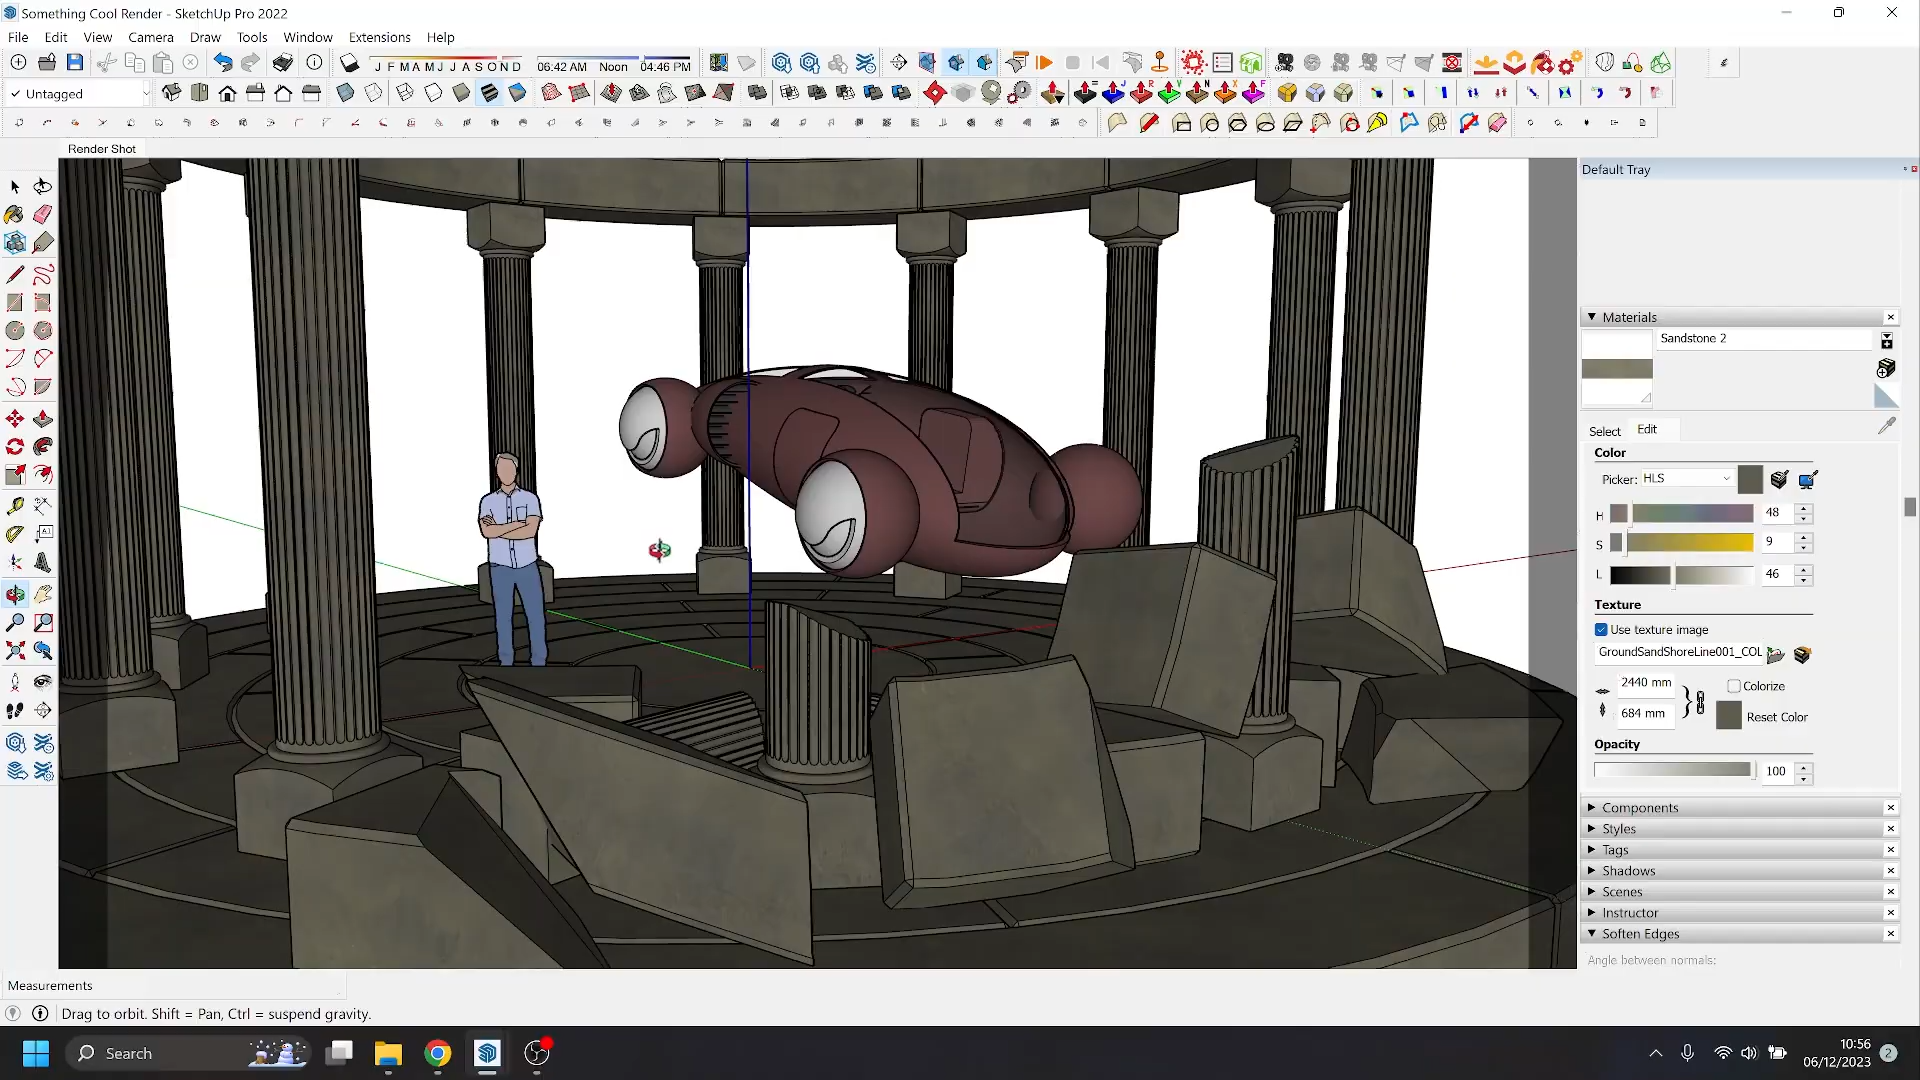 Something Cool Render - SketchUp Pro 2022
File Edit View Camera Draw Tools Window Extensions Help
J F M A M J J A S O N D 06:42 AM Noon 04:46 PM
✓ Untagged
Render Shot
Default Tray
Materials
Sandstone 2
Select Edit
Color
Picker: HLS
H 48
S 9
L 46
Texture
Use texture image
GroundSandShoreLine001_COL
2440 mm
Colorize
684 mm
Reset Color
Opacity
100
Components
Styles
Tags
Shadows
Scenes
Instructor
Soften Edges
Angle between normals:
Measurements
Drag to orbit. Shift = Pan, Ctrl = suspend gravity.
Search
10:56
06/12/2023
2